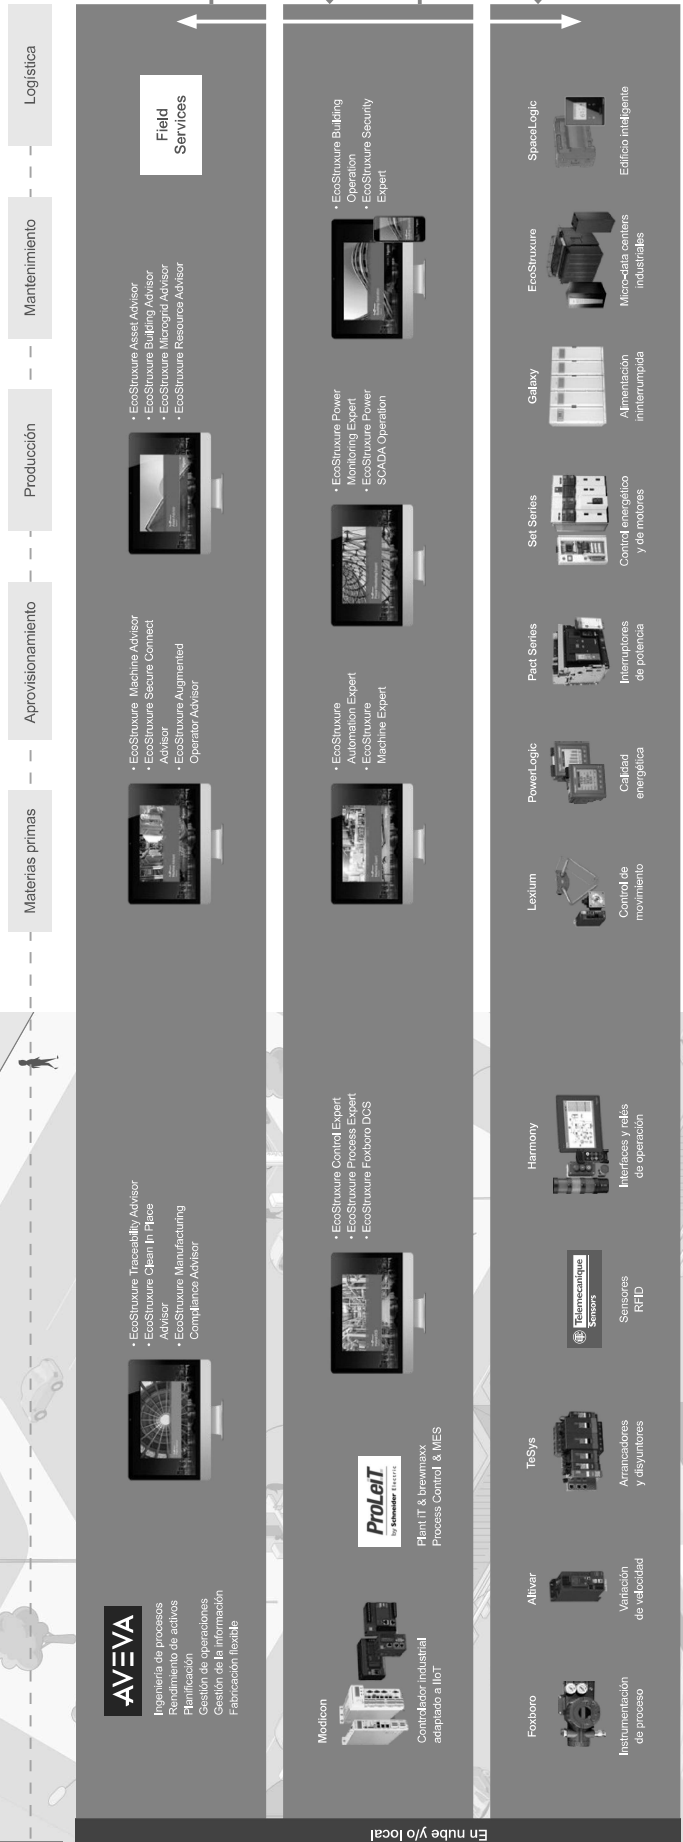 Materias primas
Aprovisionamiento
Producción
Mantenimiento
Logística
AVEVA
Ingeniería de procesos
Rendimiento de activos
Planificación
Gestión de operaciones
Gestión de la información
Fabricación flexible
• EcoStruxure Traceability Advisor
• EcoStruxure Clean In Place
Advisor
• EcoStruxure Manufacturing
Compliance Advisor
• EcoStruxure Machine Advisor
• EcoStruxure Secure Connect
Advisor
• EcoStruxure Augmented
Operator Advisor
• EcoStruxure Asset Advisor
• EcoStruxure Building Advisor
• EcoStruxure Microgrid Advisor
• EcoStruxure Resource Advisor
Field
Services
Modicon
Controlador industrial
adaptado a IIoT
ProLeiT
by Schneider Electric
Plant iT & brewmaxx
Process Control & MES
• EcoStruxure Control Expert
• EcoStruxure Process Expert
• EcoStruxure Foxboro DCS
• EcoStruxure
Automation Expert
• EcoStruxure
Machine Expert
• EcoStruxure Power
Monitoring Expert
• EcoStruxure Power
SCADA Operation
• EcoStruxure Building
Operation
• EcoStruxure Security
Expert
Foxboro
Instrumentación
de proceso
Altivar
Variación
de velocidad
TeSys
Arrancadores
y disyuntores
Telemecanique
Sensors
Sensores
RFID
Harmony
Interfaces y relés
de operación
Lexium
Control de
movimiento
PowerLogic
Calidad
energética
Pact Series
Interruptores
de potencia
Set Series
Control energético
y de motores
Galaxy
Alimentación
ininterrumpida
EcoStruxure
Micro-data centers
industriales
SpaceLogic
Edificio inteligente
En nube y/o local